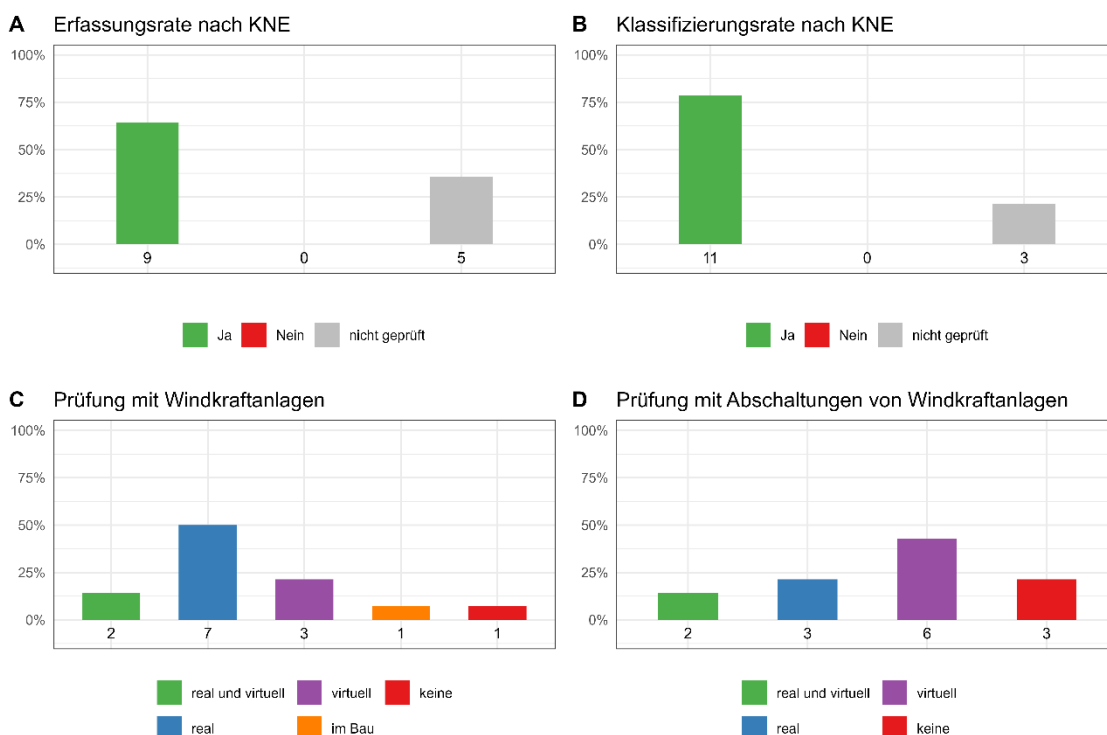 A Erfassungsrate nach KNE
100%
75%
50%
25%
0%
9 0 5
Ja Nein nicht geprüft
B Klassifizierungsrate nach KNE
100%
75%
50%
25%
0%
11 0 3
Ja Nein nicht geprüft
C Prüfung mit Windkraftanlagen
100%
75%
50%
25%
0%
2 7 3 1 1
real und virtuell virtuell keine
real im Bau
D Prüfung mit Abschaltungen von Windkraftanlagen
100%
75%
50%
25%
0%
2 3 6 3
real und virtuell virtuell
real keine